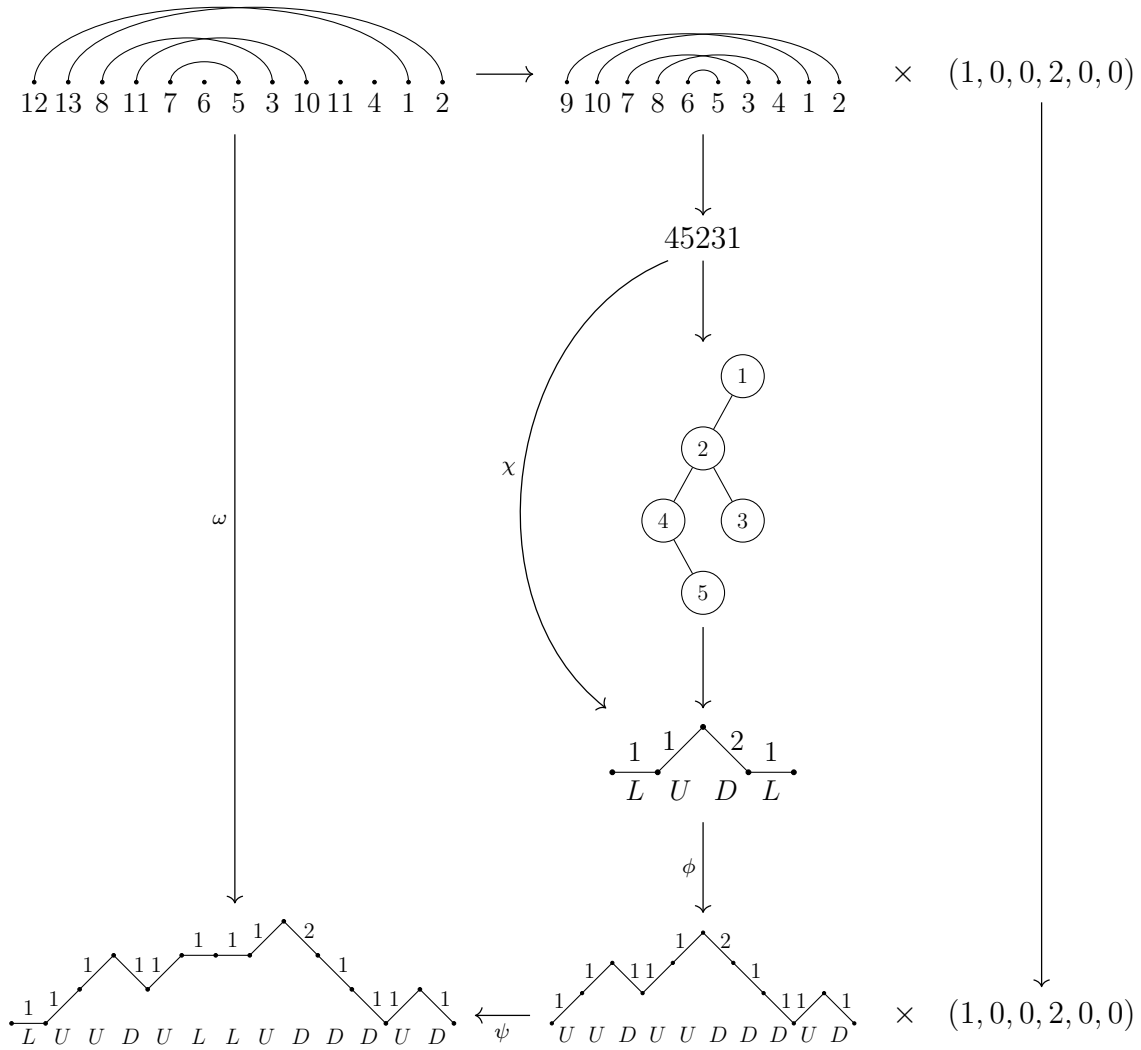 12 13 8 11 7 6 5 3 10 11 4 1 2
9 10 7 8 6 5 3 4 1 2
× (1, 0, 0, 2, 0, 0)
45231
1
2
χ
4 3
ω
5
1 1 2 1
L U D L
ϕ
1 1 1 1 1 1 1 1 2 1 1 1 1
L U U D U L L U D D D U D
ψ
1 1 1 1 1 2 1 1 1 1
U U D U U D D D U D
× (1, 0, 0, 2, 0, 0)